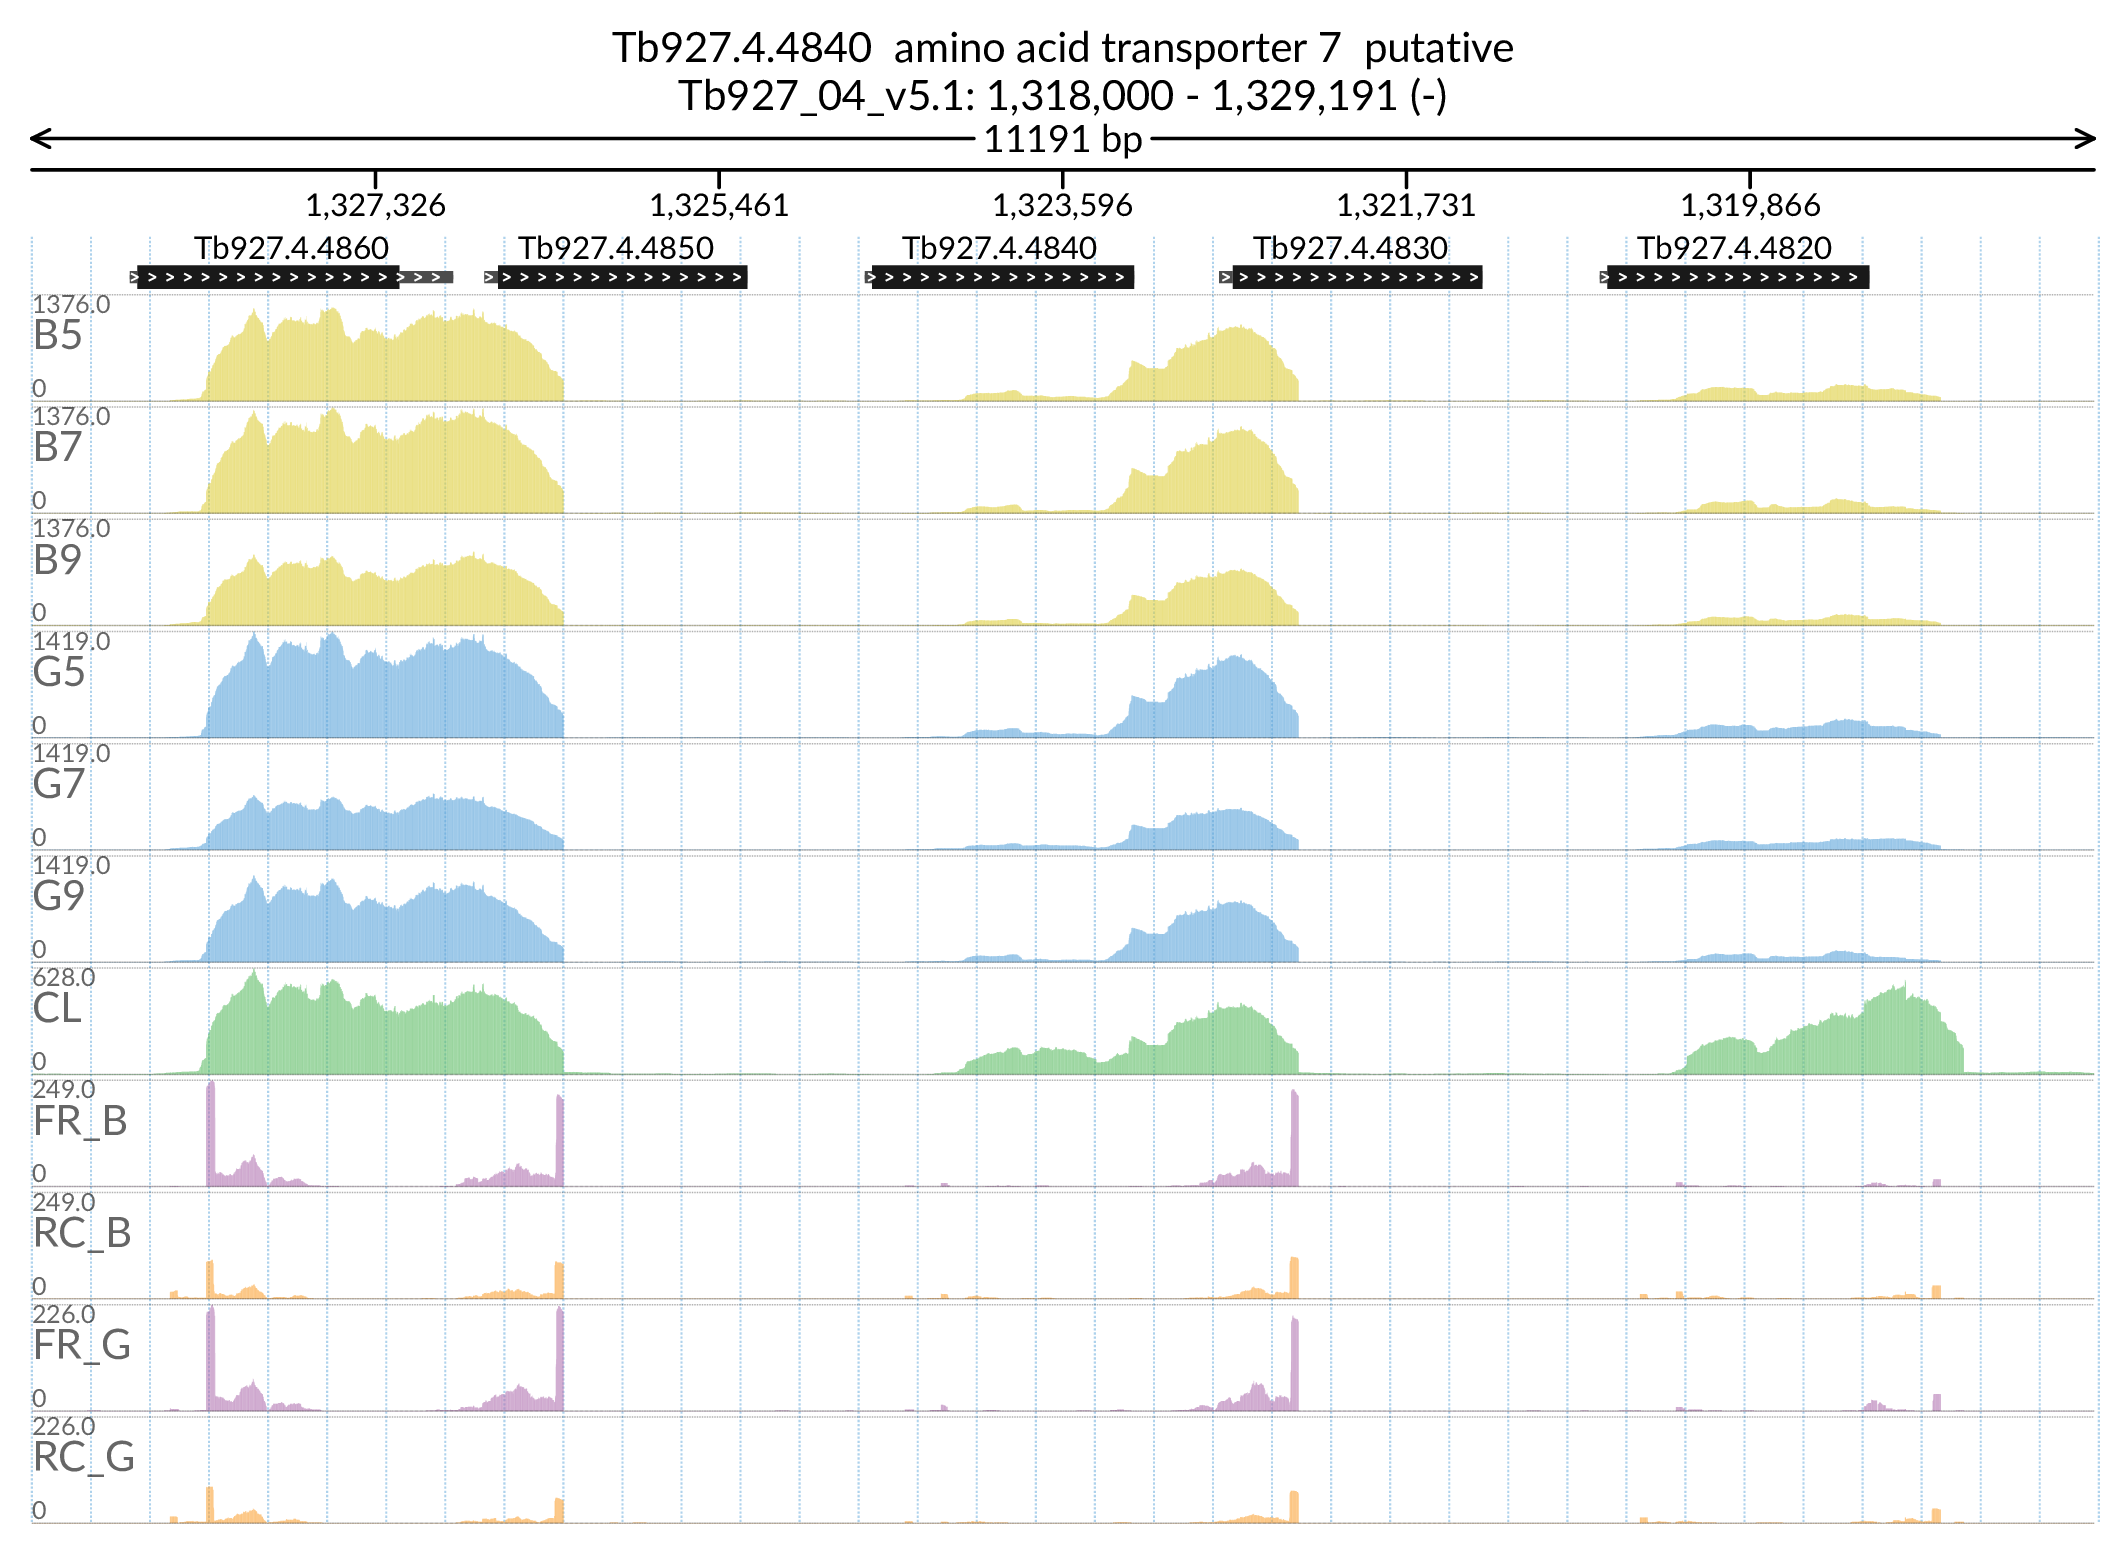 Tb927.4.4840 amino acid transporter 7 putative
Tb927_04_v5.1: 1,318,000 - 1,329,191 (-)
11191 bp
1,327,326 1,325,461 1,323,596 1,321,731 1,319,866
Tb927.4.4860 Tb927.4.4850 Tb927.4.4840 Tb927.4.4830 Tb927.4.4820
1376.0
B5
0
1376.0
B7
0
1376.0
B9
0
1419.0
G5
0
1419.0
G7
0
1419.0
G9
0
628.0
CL
0
249.0
FR_B
0
249.0
RC_B
0
226.0
FR_G
0
226.0
RC_G
0